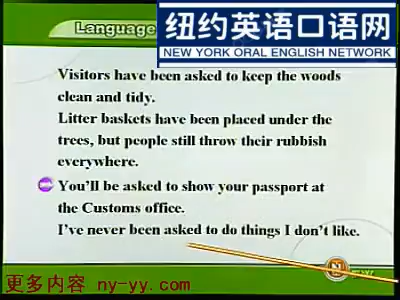 Language
纽约英语口语网
NEW YORK ORAL ENGLISH NETWORK
Visitors have been asked to keep the woods
clean and tidy.
Litter baskets have been placed under the
trees, but people still throw their rubbish
everywhere.
You'll be asked to show your passport at
the Customs office.
I've never been asked to do things I don't like.
更多内容 ny-yy.com